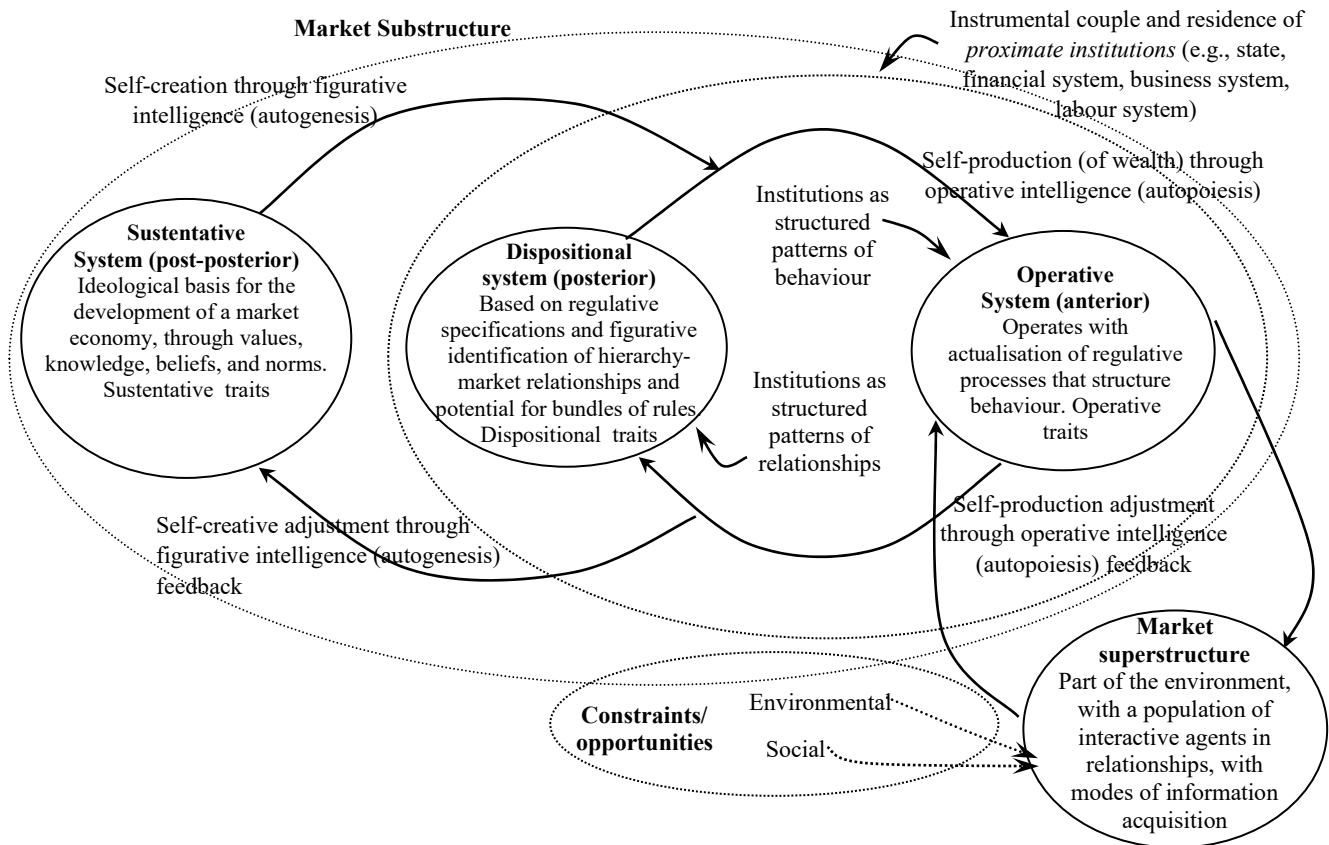 Market Substructure
Instrumental couple and residence of
proximate institutions (e.g., state,
financial system, business system,
labour system)
Self-creation through figurative
intelligence (autogenesis)
Self-production (of wealth) through
operative intelligence (autopoiesis)
Institutions as
structured
patterns of
behaviour
Sustentative
System (post-posterior)
Ideological basis for the
development of a market
economy, through values,
knowledge, beliefs, and norms.
Sustentative traits
Dispositional
system (posterior)
Based on regulative
specifications and figurative
identification of hierarchy-
market relationships and
potential for bundles of rules.
Dispositional traits
Operative
System (anterior)
Operates with
actualisation of regulative
processes that structure
behaviour. Operative
traits
Institutions as
structured
patterns of
relationships
Self-creative adjustment through
figurative intelligence (autogenesis)
feedback
Self-production adjustment
through operative intelligence
(autopoiesis) feedback
Constraints/
opportunities
Environmental
Social
Market
superstructure
Part of the environment,
with a population of
interactive agents in
relationships, with
modes of information
acquisition